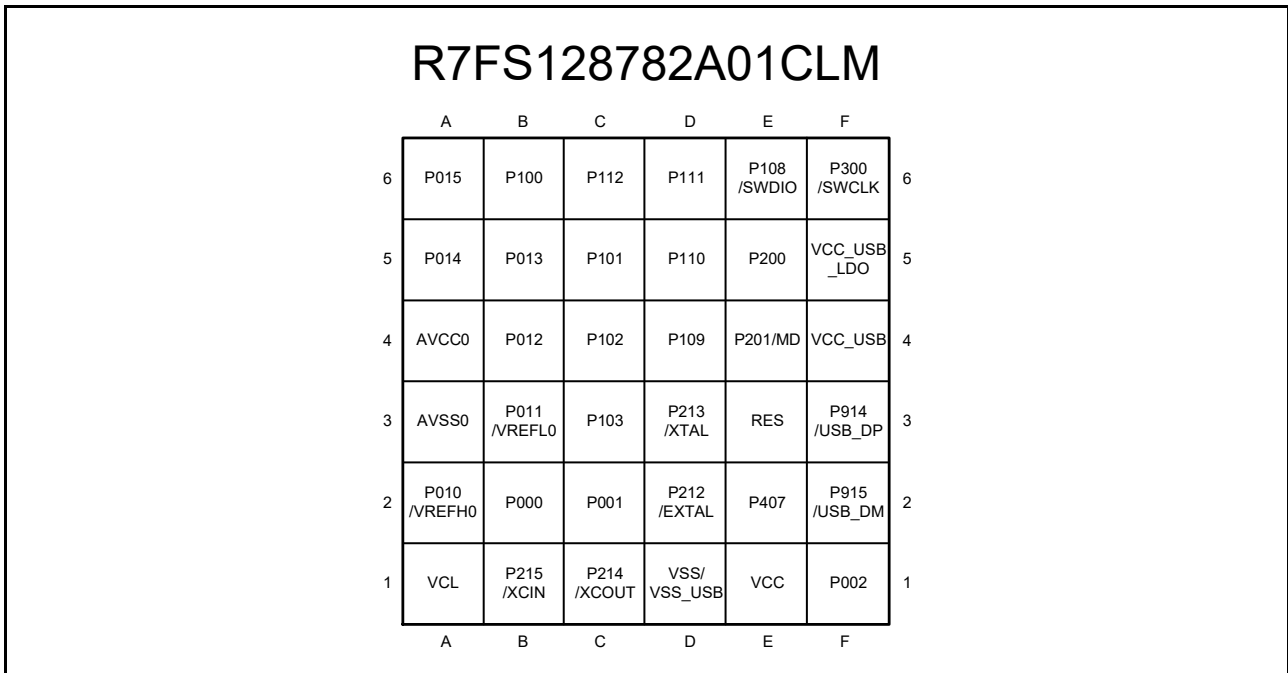 R7FS128782A01CLM
A B C D E F
6 P015 P100 P112 P111 P108 /SWDIO P300 /SWCLK 6
5 P014 P013 P101 P110 P200 VCC_USB _LDO 5
4 AVCC0 P012 P102 P109 P201/MD VCC_USB 4
3 AVSS0 P011 /VREFL0 P103 P213 /XTAL RES P914 /USB_DP 3
2 P010 /VREFH0 P000 P001 P212 /EXTAL P407 P915 /USB_DM 2
1 VCL P215 /XCIN P214 /XCOUT VSS/ VSS_USB VCC P002 1
A B C D E F